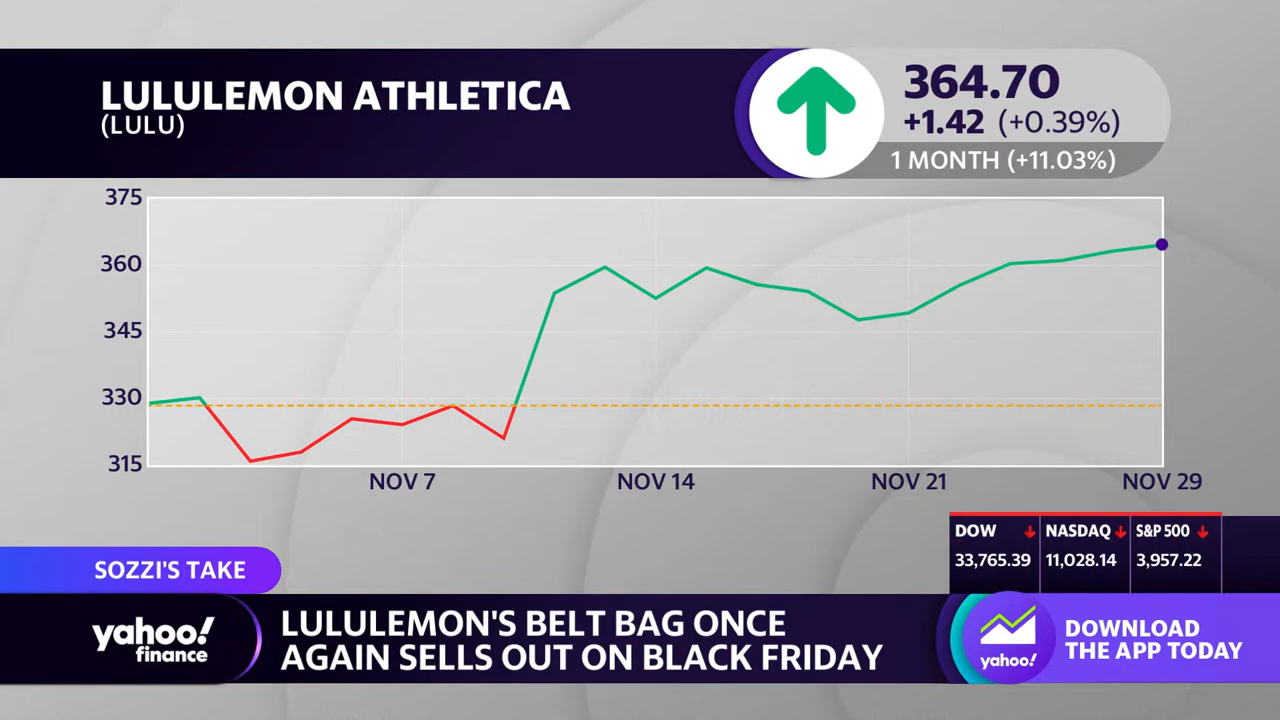 LULULEMON ATHLETICA
(LULU)
364.70
+1.42 (+0.39%)
1 MONTH (+11.03%)
375
360
345
330
315
NOV 7
NOV 14
NOV 21
NOV 29
DOW
33,765.39
NASDAQ
11,028.14
S&P 500
3,957.22
SOZZI'S TAKE
yahoo!
finance
LULULEMON'S BELT BAG ONCE
AGAIN SELLS OUT ON BLACK FRIDAY
yahoo!
DOWNLOAD
THE APP TODAY